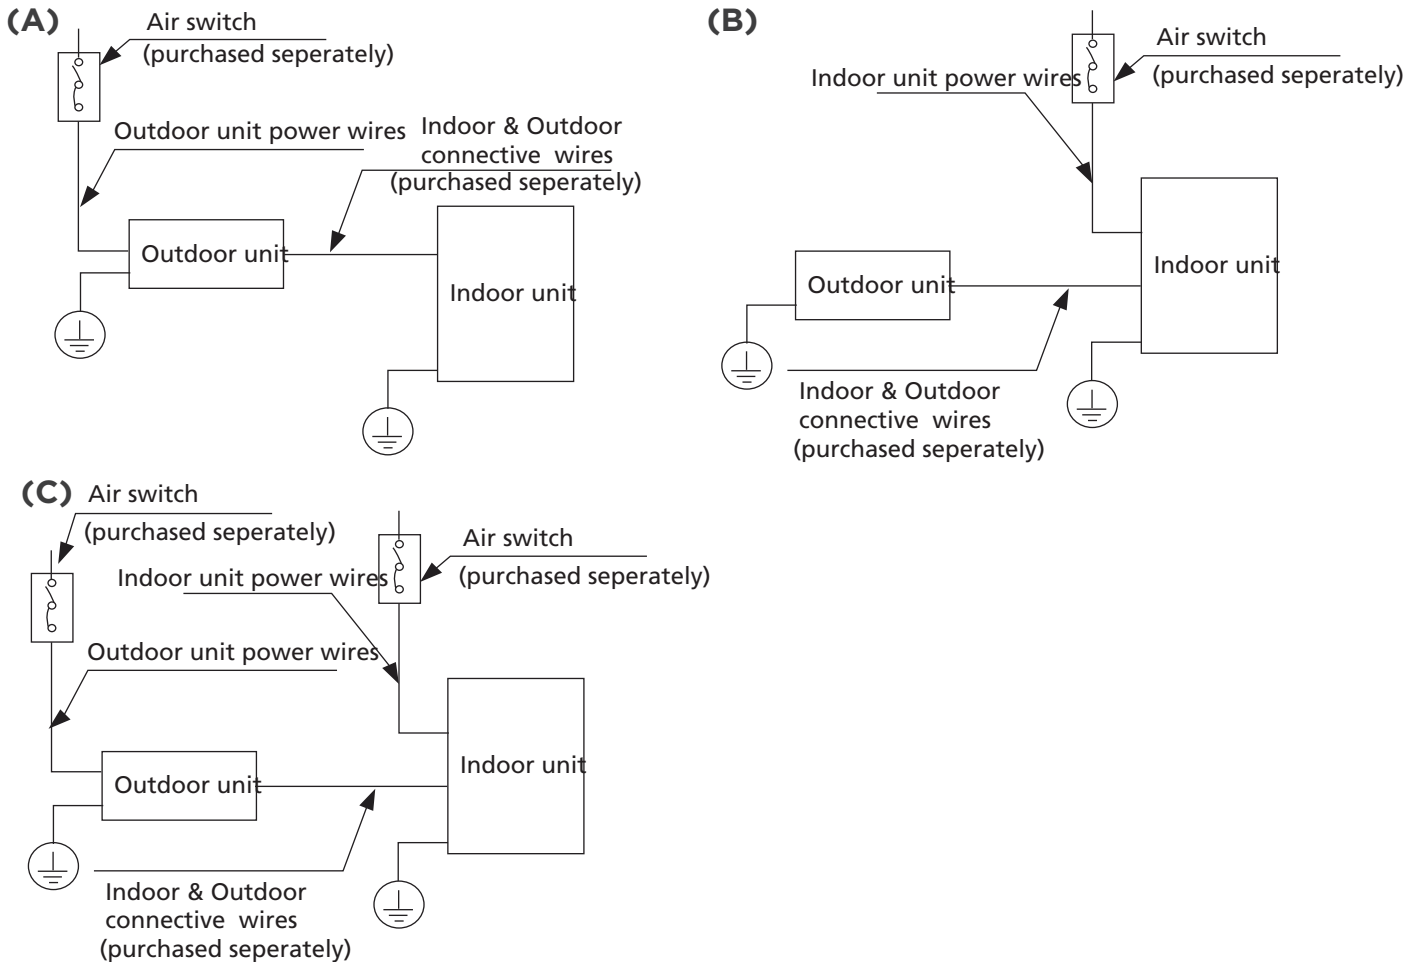 (A)
Air switch
(purchased seperately)
Outdoor unit power wires
Indoor & Outdoor
connective wires
(purchased seperately)
Outdoor unit
Indoor unit
(B)
Air switch
(purchased seperately)
Indoor unit power wires
Outdoor unit
Indoor unit
Indoor & Outdoor
connective wires
(purchased seperately)
(C)
Air switch
(purchased seperately)
Air switch
(purchased seperately)
Indoor unit power wires
Outdoor unit power wires
Outdoor unit
Indoor unit
Indoor & Outdoor
connective wires
(purchased seperately)